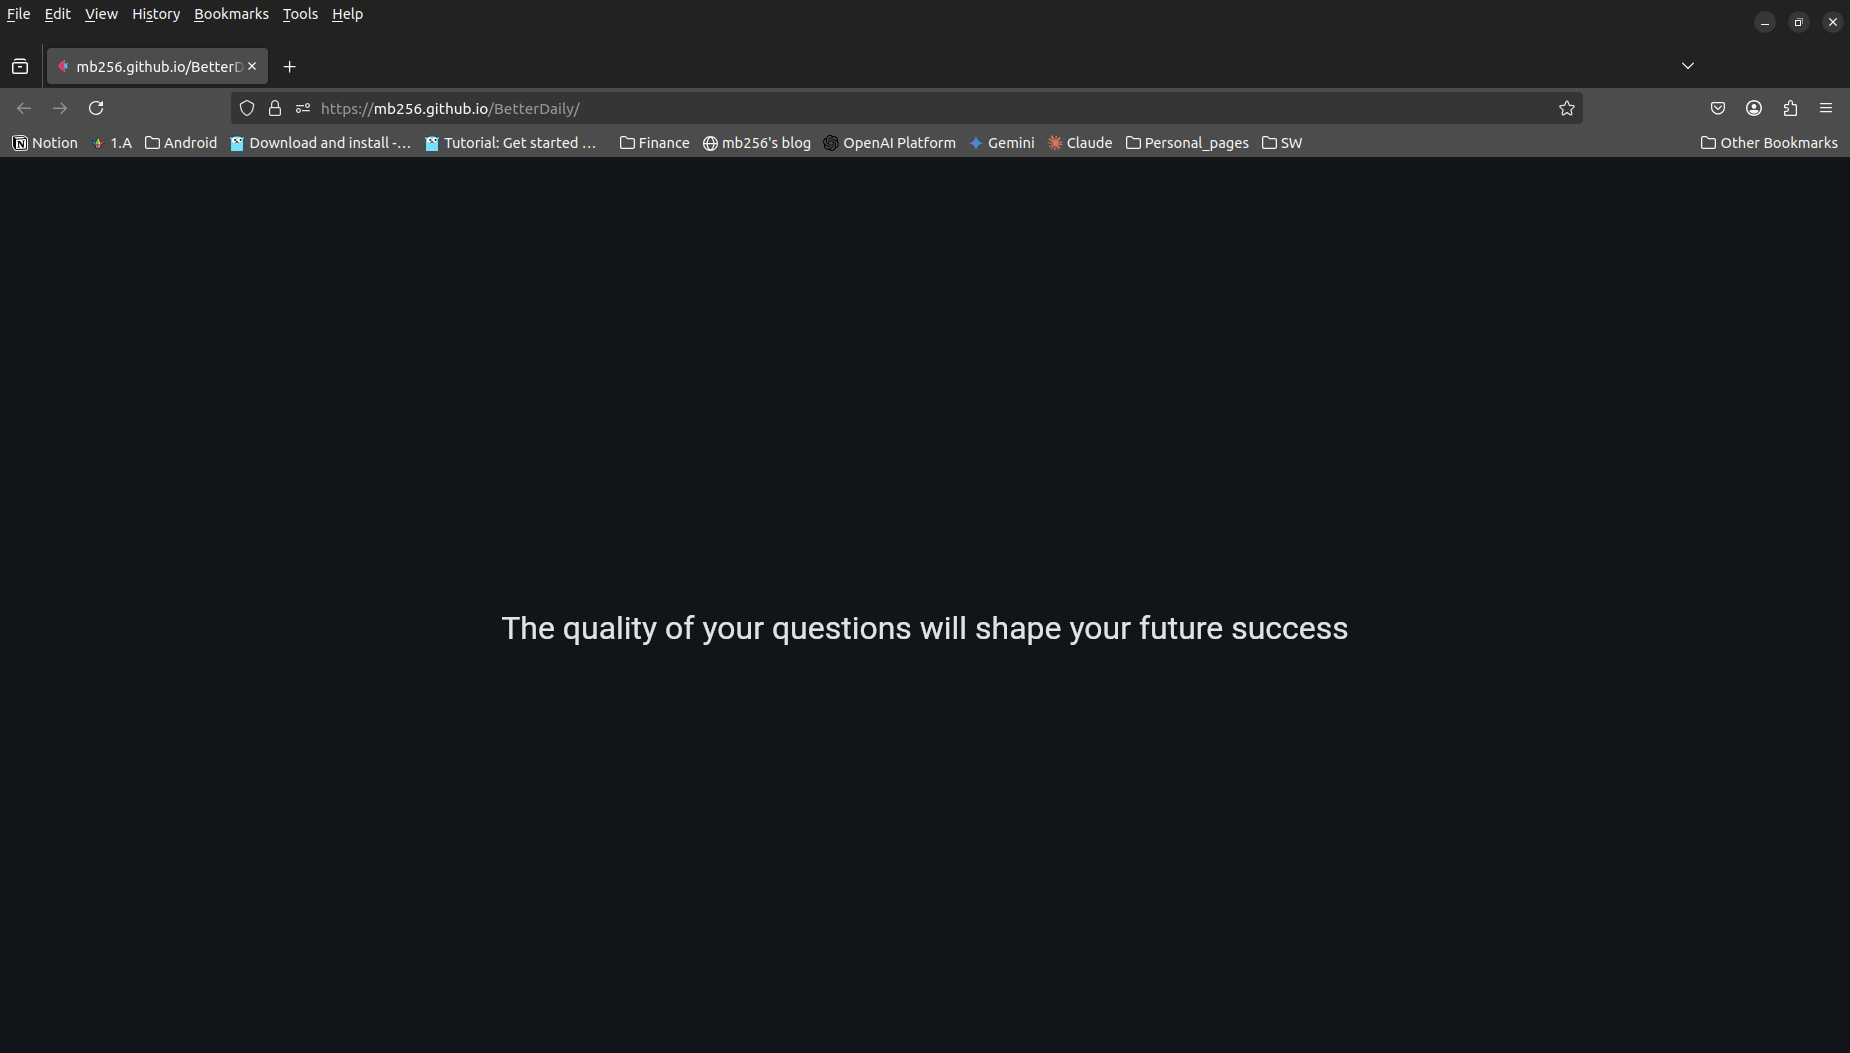 File Edit View History Bookmarks Tools Help
mb256.github.io/BetterD
https://mb256.github.io/BetterDaily/
Notion 1.A Android Download and install -... Tutorial: Get started ... Finance mb256's blog OpenAI Platform Gemini Claude Personal_pages SW Other Bookmarks
The quality of your questions will shape your future success